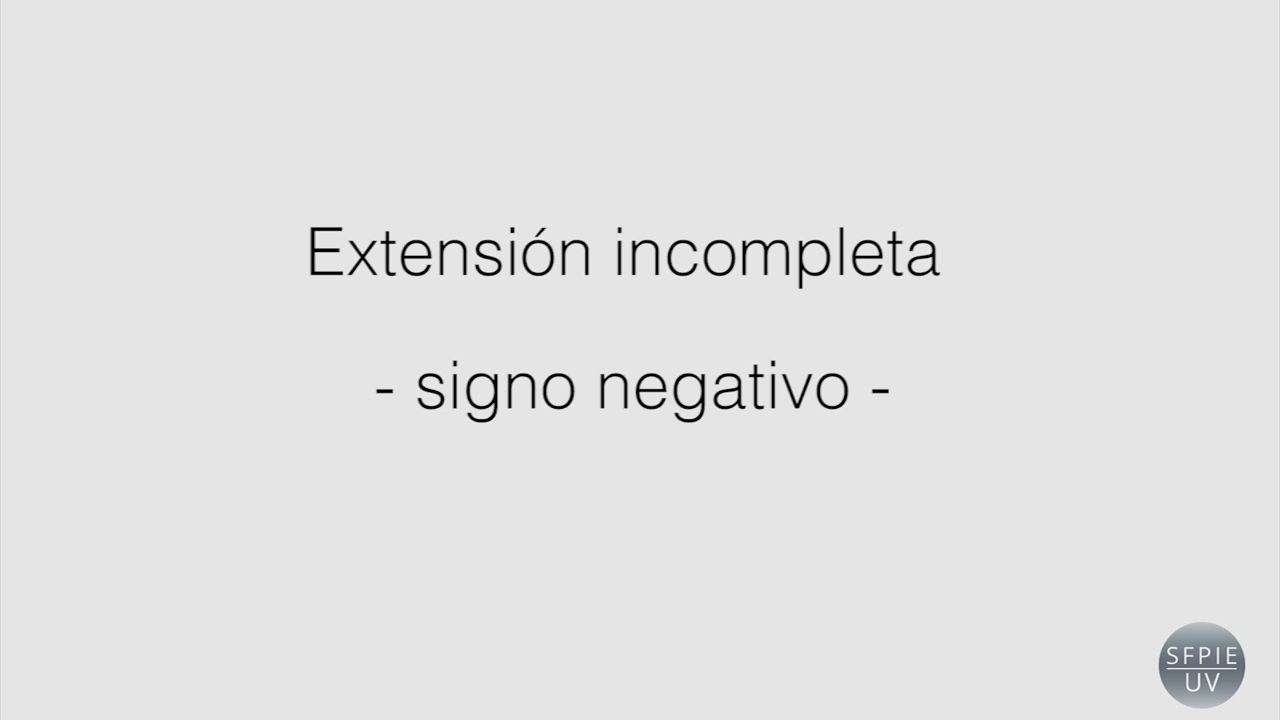 Extensión incompleta
- signo negativo -
SFPIE
UV